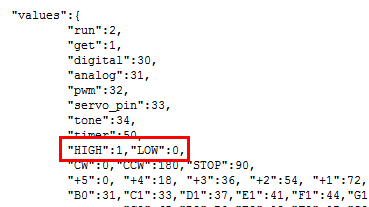 "values":{
"run":2,
"get":1,
"digital":30,
"analog":31,
"pwm":32,
"servo_pin":33,
"tone":34,
"timer":50,
"HIGH":1,"LOW":0,
"CW":0,"CCW":180,"STOP":90,
"+5":0, "+4":18, "+3":36, "+2":54, "+1":72,
"B0":31,"C1":33,"D1":37,"E1":41,"F1":44,"G1